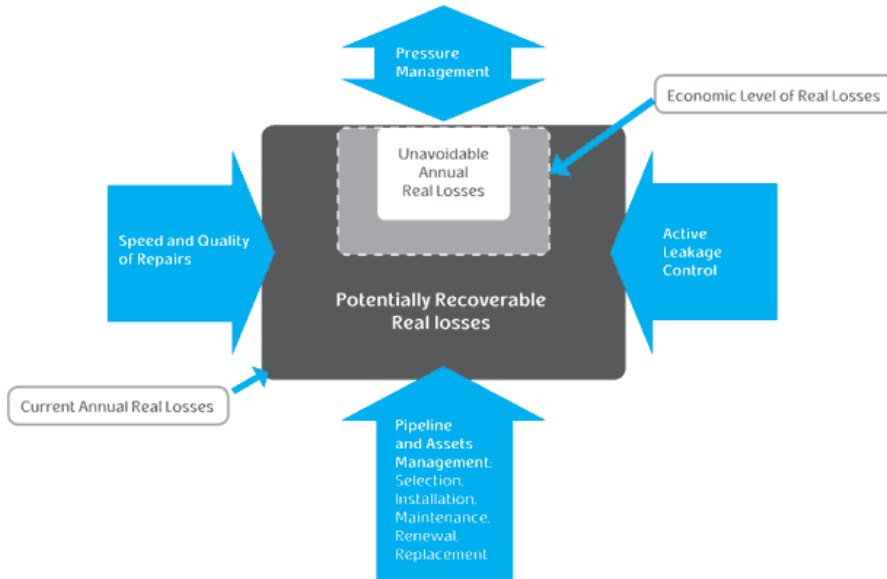 Pressure
Management
Economic Level of Real Losses
Unavoidable
Annual
Real Losses
Speed and Quality
of Repairs
Active
Leakage
Control
Potentially Recoverable
Real losses
Current Annual Real Losses
Pipeline
and Assets
Management:
Selection,
Installation,
Maintenance,
Renewal,
Replacement